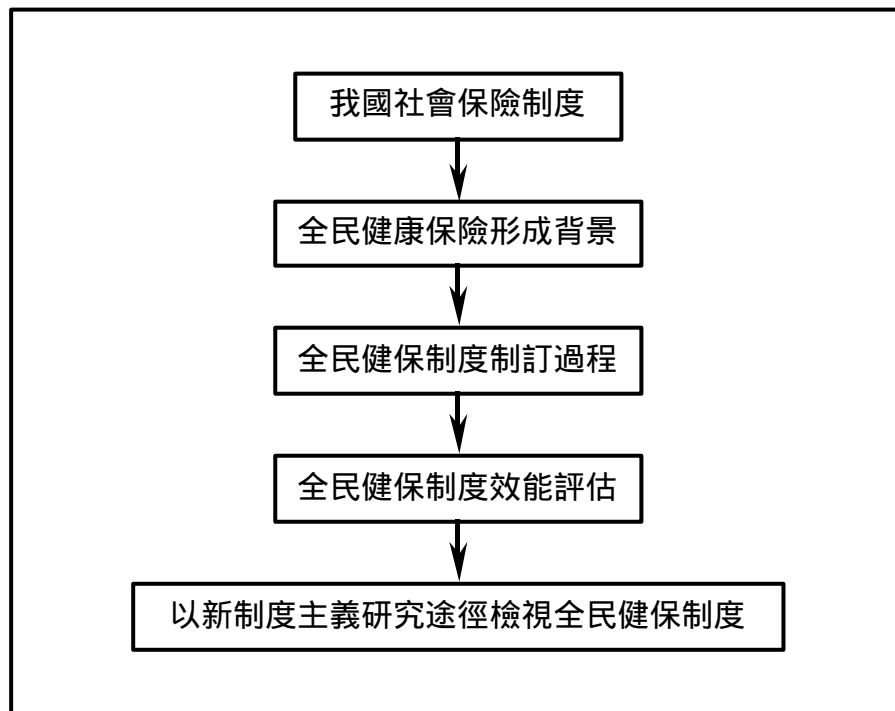 我國社會保險制度
全民健康保險形成背景
全民健保制度制訂過程
全民健保制度效能評估
以新制度主義研究途徑檢視全民健保制度